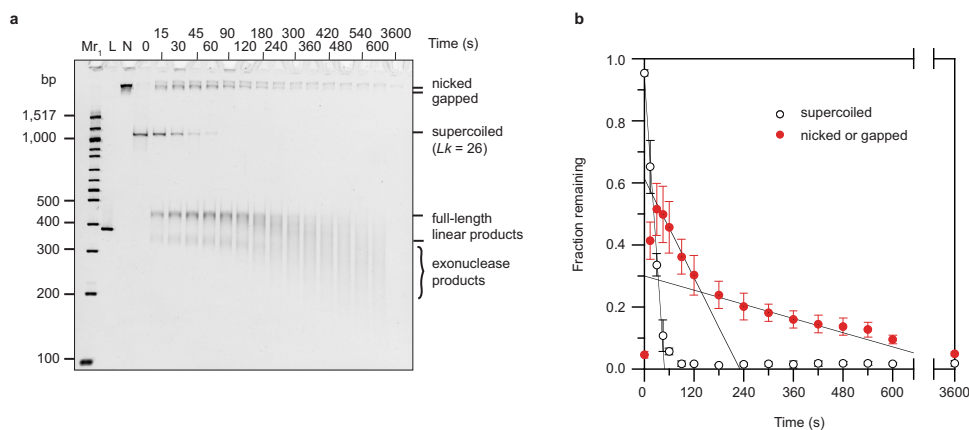 a
15 45 90 180 300 420 540 3600
Mr₁ L N 0 30 60 120 240 360 480 600 Time (s)
bp
1,517
1,000
500
400
300
200
100
nicked
gapped
supercoiled
(Lk = 26)
full-length
linear products
exonuclease
products
b
1.0
0.8
0.6
0.4
0.2
0.0
Fraction remaining
supercoiled
nicked or gapped
0 120 240 360 480 600 3600
Time (s)